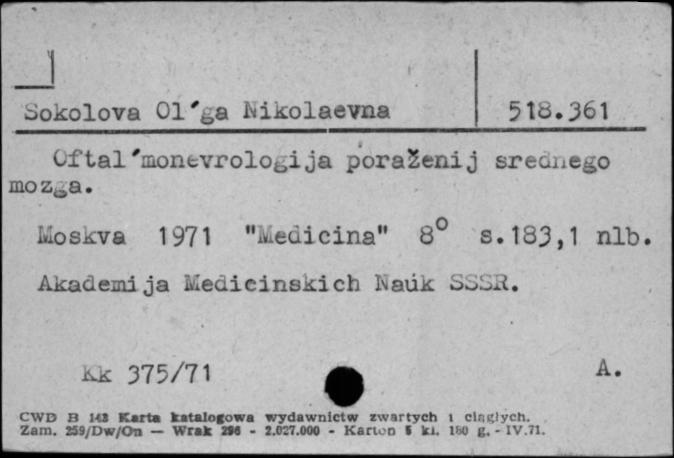 Sokolova Ol'ga Nikolaevna 518.361
Oftal'monevrologija poraženij srednego
mozga.
Moskva 1971 "Medicina" 8° s.183,1 nlb.
Akademija Medicinskich Nauk SSSR.
Kk 375/71 A.
CWD B 143 Karta katalogowa wydawnictw zwartych i ciągłych.
Zam. 259/Dw/On — Wrak 296 - 2.027.000 - Karton 5 kl. 180 g. - IV.71.